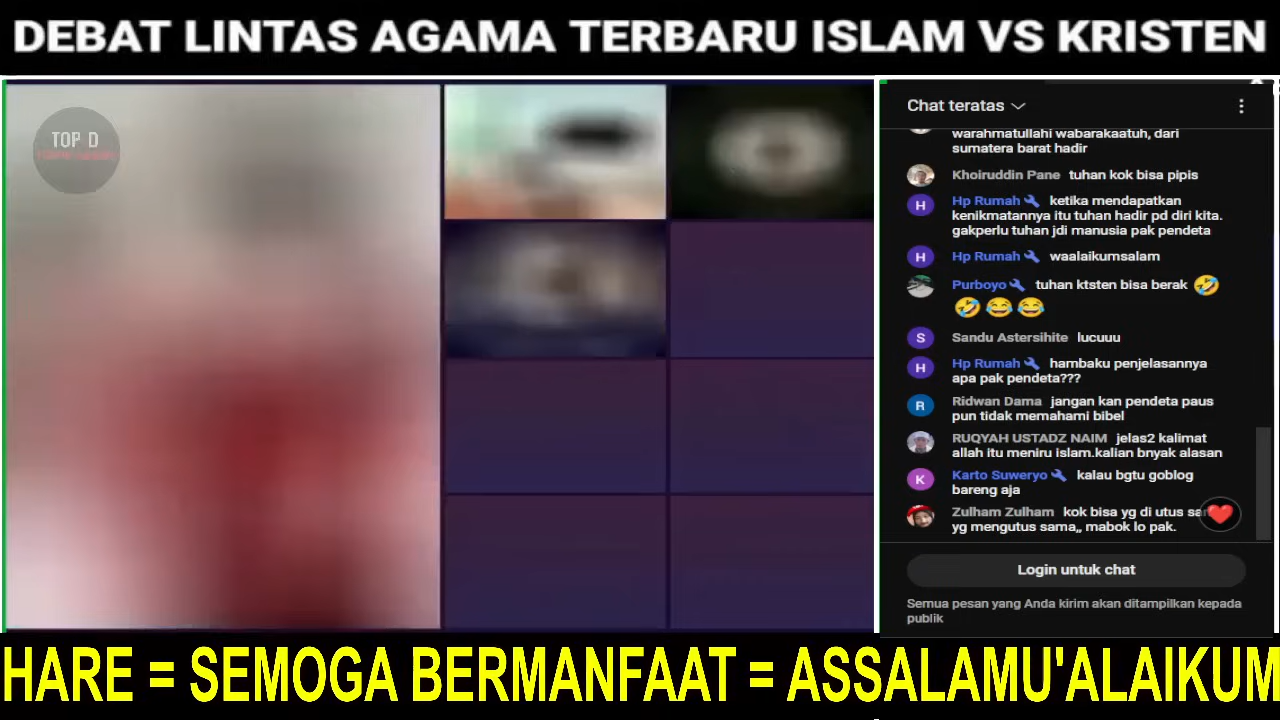 DEBAT LINTAS AGAMA TERBARU ISLAM VS KRISTEN
TOP D
Chat teratas
warahmatullahi wabarakaatuh, dari
sumatera barat hadir
Khoiruddin Pane tuhan kok bisa pipis
H Hp Rumah ketika mendapatkan
kenikmatannya itu tuhan hadir pd diri kita.
gakperlu tuhan jdi manusia pak pendeta
H Hp Rumah waalaikumsalam
Purboyo tuhan ktsten bisa berak 🤣
🤣😂😂
S Sandu Astersihite lucuuu
H Hp Rumah hambaku penjelasannya
apa pak pendeta???
R Ridwan Dama jangan kan pendeta paus
pun tidak memahami bibel
RUQYAH USTADZ NAIM jelas2 kalimat
allah itu meniru islam.kalian bnyak alasan
K Karto Suweryo kalau bgtu goblog
bareng aja
Zulham Zulham kok bisa yg di utus
yg mengutus sama,, mabok lo pak.
Login untuk chat
Semua pesan yang Anda kirim akan ditampilkan kepada
publik
HARE = SEMOGA BERMANFAAT = ASSALAMU'ALAIKUM